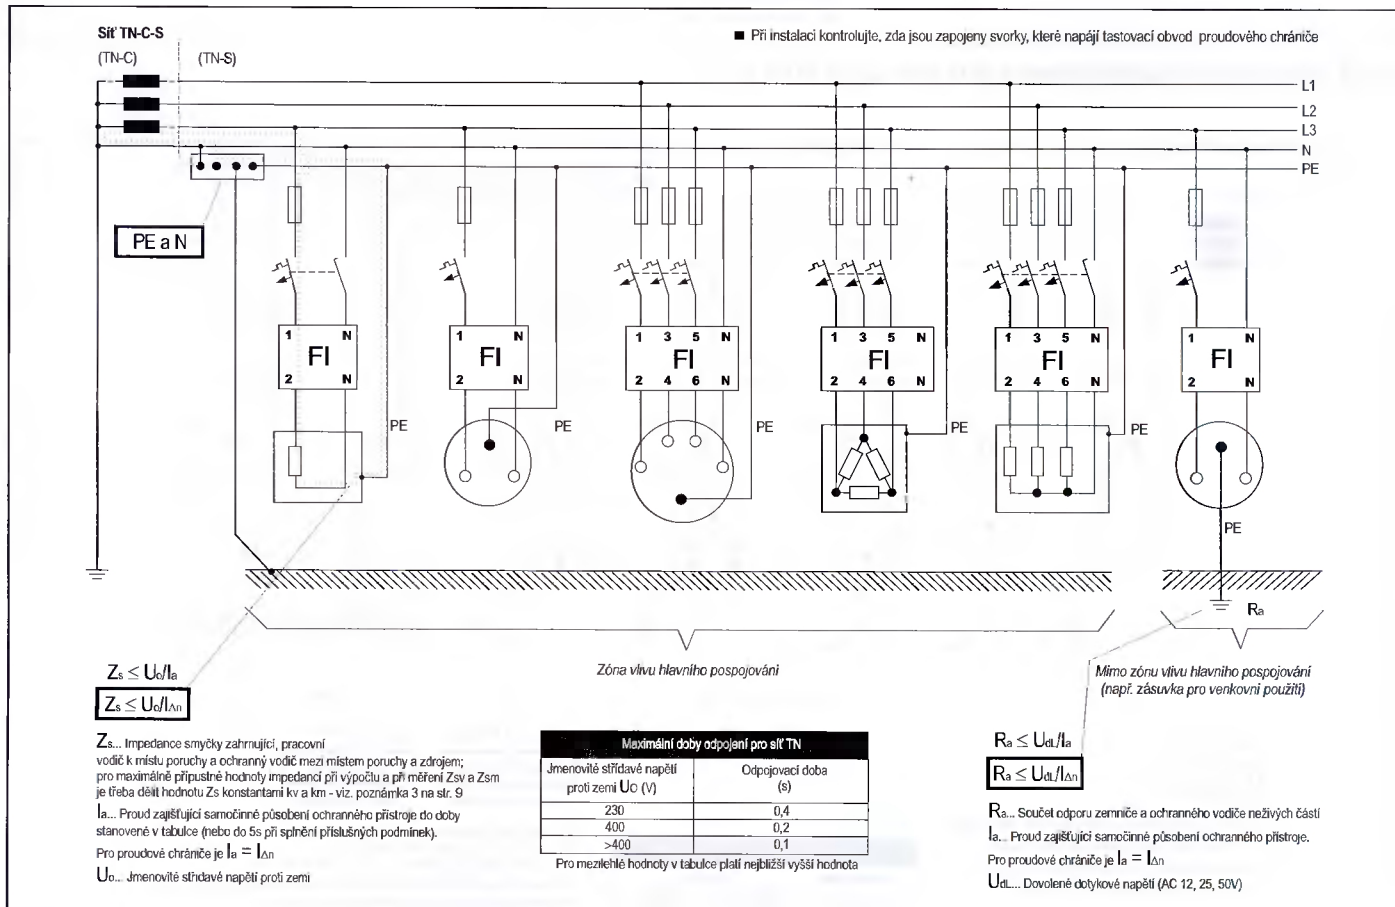 Síť TN-C-S
■ Při instalaci kontrolujte, zda jsou zapojeny svorky, které napájí tastovací obvod proudového chrániče
(TN-C)
(TN-S)
L1
L2
L3
N
PE
PE a N
1 N
FI
2 N
PE
1 N
FI
2 N
PE
1 3 5 N
FI
2 4 6 N
PE
1 3 5 N
FI
2 4 6 N
PE
1 3 5 N
FI
2 4 6 N
PE
1 N
FI
2 N
PE
Ra
Zóna vlivu hlavního pospojování
Mimo zónu vlivu hlavního pospojování
(např. zásuvka pro venkovní použití)
Zs ≤ Uo/Ia
Zs ≤ Uo/IΔn
Zs... Impedance smyčky zahrnující, pracovní
vodič k místu poruchy a ochranný vodič mezi místem poruchy a zdrojem;
pro maximálně přípustné hodnoty impedancí při výpočtu a při měření Zsv a Zsm
je třeba dělit hodnotu Zs konstantami kv a km - viz. poznámka 3 na str. 9
Ia... Proud zajišťující samočinné působení ochranného přístroje do doby
stanovené v tabulce (nebo do 5s při splnění příslušných podmínek).
Pro proudové chrániče je Ia = IΔn
Uo... Jmenovité střídavé napětí proti zemi
Maximální doby odpojení pro síť TN
Jmenovité střídavé napětí
proti zemi Uo (V)
Odpojovací doba
(s)
230 0,4
400 0,2
>400 0,1
Pro mezilehlé hodnoty v tabulce platí nejbližší vyšší hodnota
Ra ≤ UdL/Ia
Ra ≤ UdL/IΔn
Ra... Součet odporu zemniče a ochranného vodiče neživých částí
Ia... Proud zajišťující samočinné působení ochranného přístroje.
Pro proudové chrániče je Ia = IΔn
UdL... Dovolené dotykové napětí (AC 12, 25, 50V)